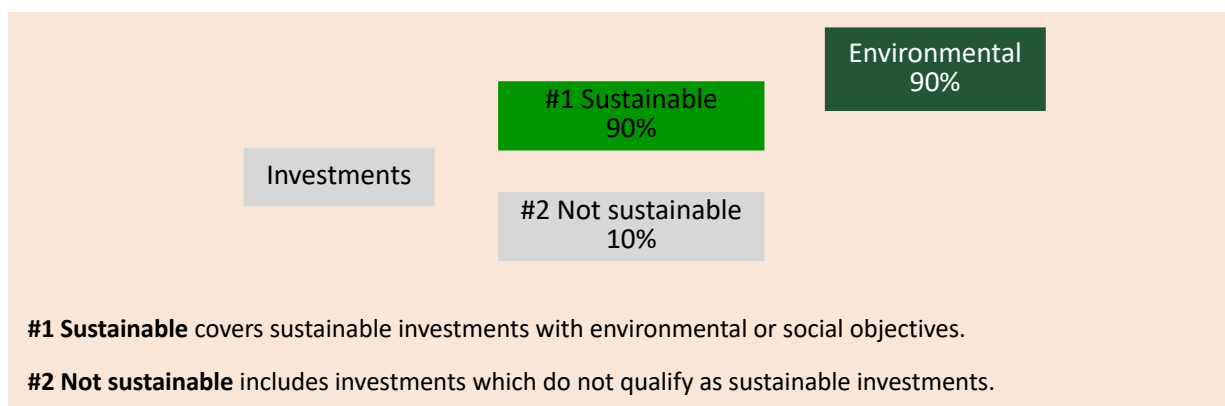 Environmental
90%
#1 Sustainable
90%
Investments
#2 Not sustainable
10%
#1 Sustainable covers sustainable investments with environmental or social objectives.
#2 Not sustainable includes investments which do not qualify as sustainable investments.